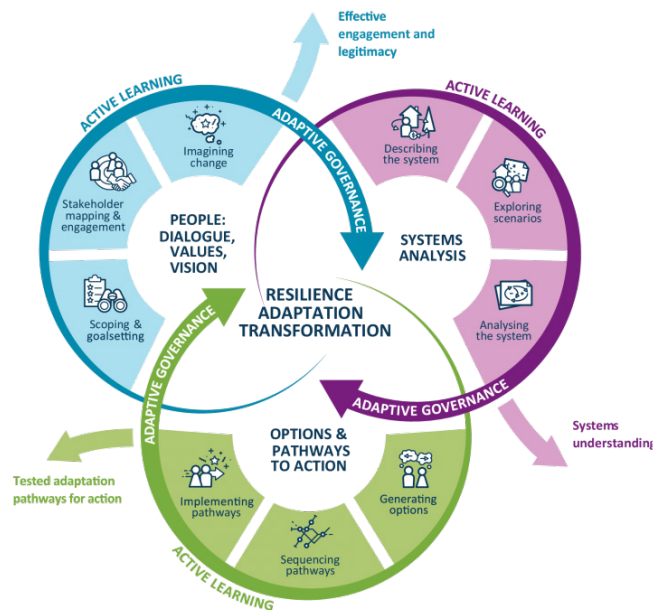 Effective
engagement and
legitimacy
ACTIVE LEARNING
ADAPTIVE GOVERNANCE
Imagining
change
Stakeholder
mapping &
engagement
Scoping &
goalsetting
PEOPLE:
DIALOGUE,
VALUES,
VISION
ACTIVE LEARNING
Describing
the system
Exploring
scenarios
Analysing
the system
SYSTEMS
ANALYSIS
ADAPTIVE GOVERNANCE
Systems
understanding
RESILIENCE
ADAPTATION
TRANSFORMATION
ADAPTIVE GOVERNANCE
OPTIONS &
PATHWAYS
TO ACTION
Generating
options
Sequencing
pathways
Implementing
pathways
ACTIVE LEARNING
Tested adaptation
pathways for action